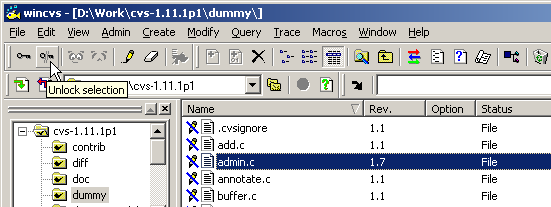 wincvs - [D:\Work\cvs-1.11.1p1\dummy\]
File Edit View Admin Create Modify Query Trace Macro Window Help
\cvs-1.11.1p1
Unlock selection
Name Rev. Option Status
cvs-1.11.1p1
contrib
diff
doc
dummy
.cvsignore 1.1 File
add.c 1.1 File
admin.c 1.7 File
annotate.c 1.1 File
buffer.c 1.1 File